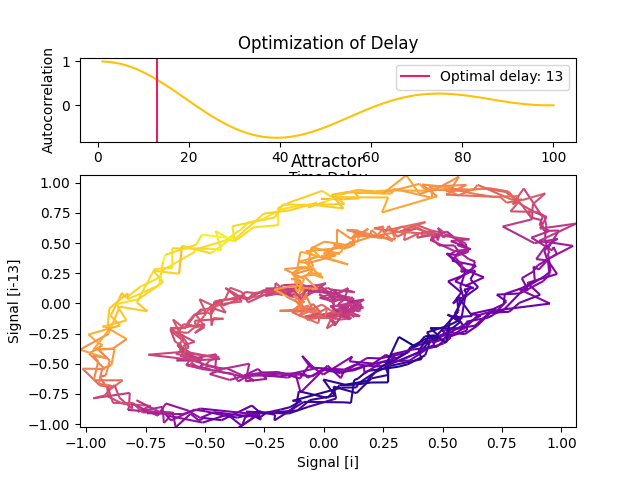 Optimization of Delay
Autocorrelation
1
0
Optimal delay: 13
0 20 40 60 80 100
Attractor
Signal [i-13]
1.00
0.75
0.50
0.25
0.00
−0.25
−0.50
−0.75
−1.00
−1.00 −0.75 −0.50 −0.25 0.00 0.25 0.50 0.75 1.00
Signal [i]